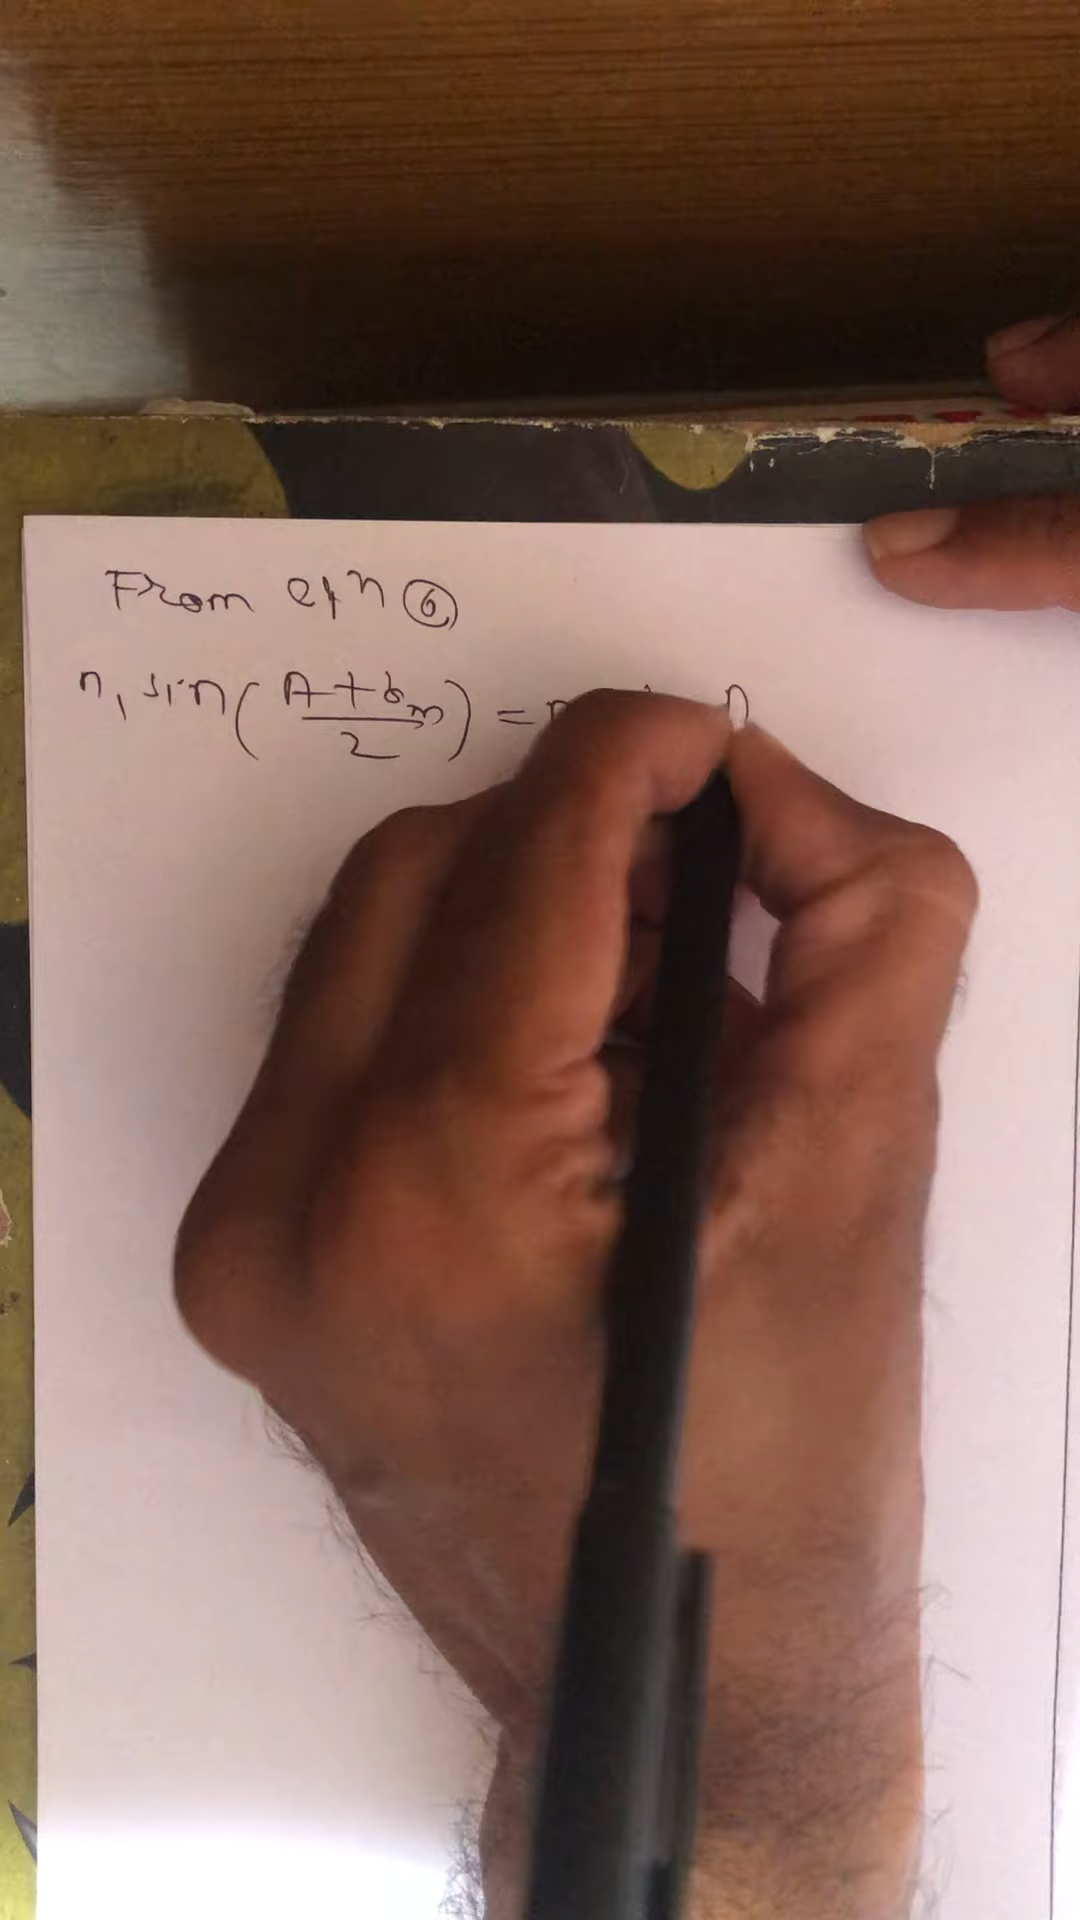 From eqn ⑥
n₁ sin(A+δm/2) = n